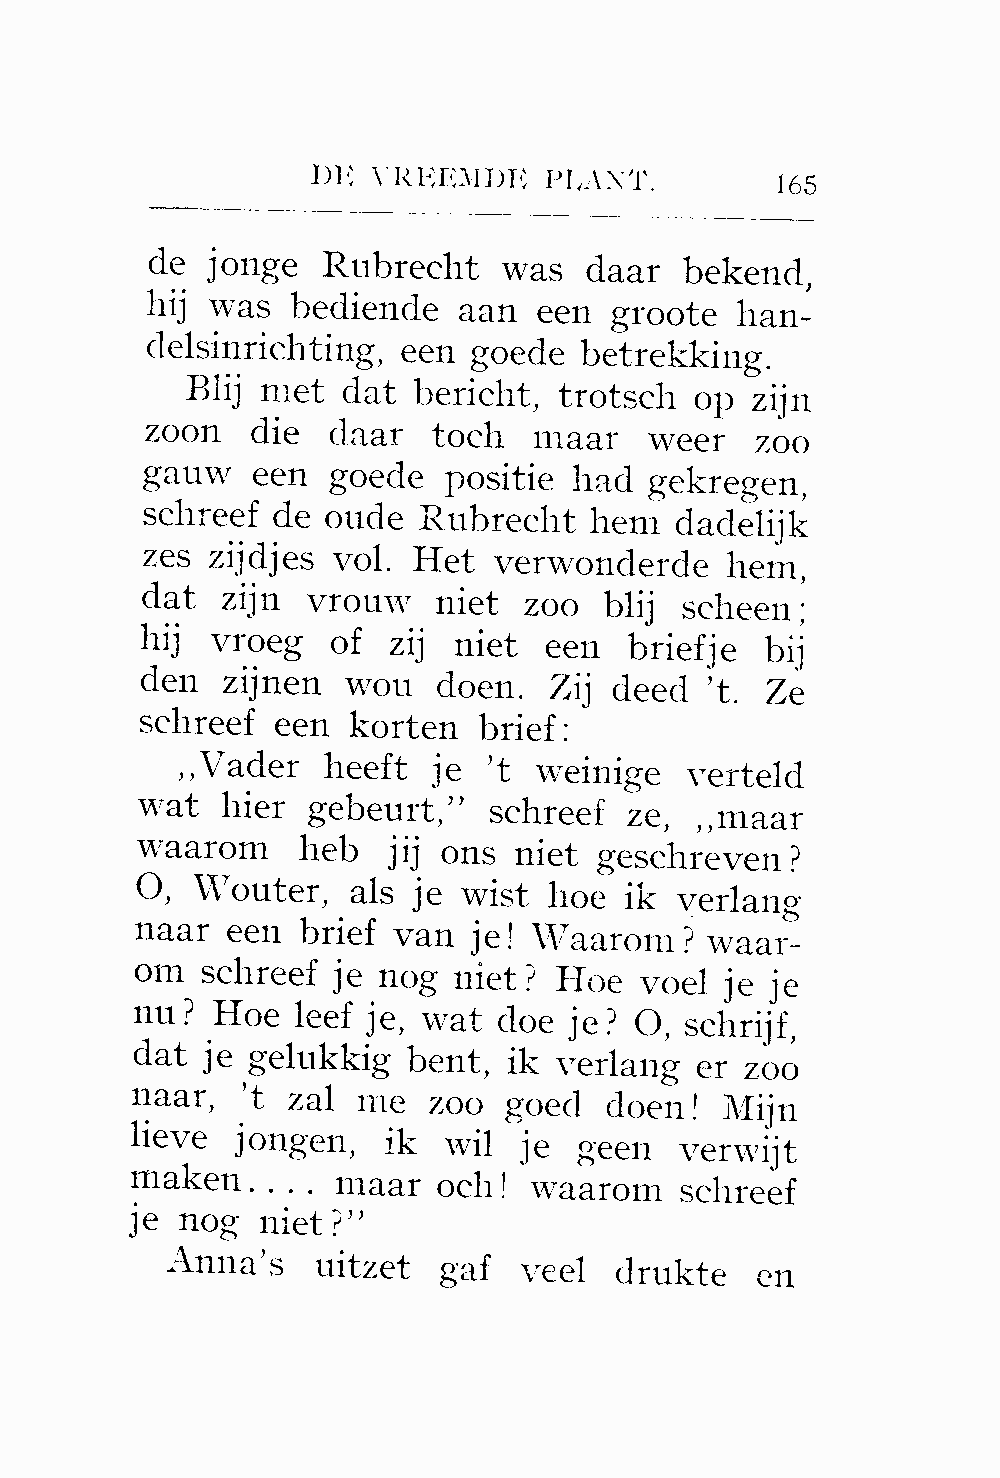 DE VREEMDE PLANT. 165
de jonge Rubrecht was daar bekend,
hij was bediende aan een groote han-
delsinrichting, een goede betrekking.
Blij met dat bericht, trotsch op zijn
zoon die daar toch maar weer zoo
gauw een goede positie had gekregen,
schreef de oude Rubrecht hem dadelijk
zes zijdjes vol. Het verwonderde hem,
dat zijn vrouw niet zoo blij scheen;
hij vroeg of zij niet een briefje bij
den zijnen wou doen. Zij deed 't. Ze
schreef een korten brief:
,,Vader heeft je 't weinige verteld
wat hier gebeurt,'' schreef ze, ,,maar
waarom heb jij ons niet geschreven?
O, Wouter, als je wist hoe ik verlang
naar een brief van je! Waarom? waar-
om schreef je nog niet? Hoe voel je je
nu? Hoe leef je, wat doe je? O, schrijf,
dat je gelukkig bent, ik verlang er zoo
naar, 't zal me zoo goed doen! Mijn
lieve jongen, ik wil je geen verwijt
maken.... maar och! waarom schreef
je nog niet?''
Anna's uitzet gaf veel drukte en